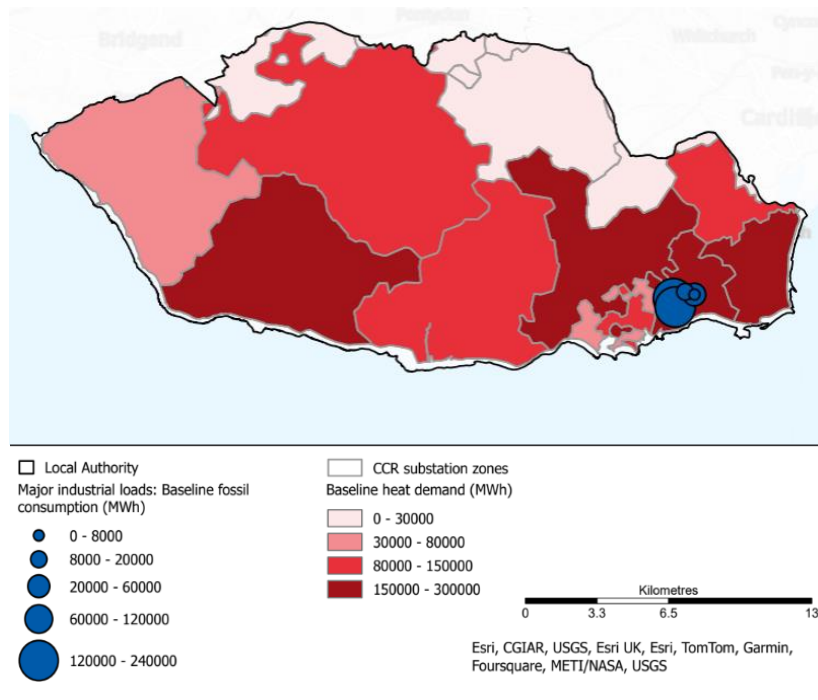 Bridgend
Pontyclun
Whitchurch
Cardiff
Local Authority
Major industrial loads: Baseline fossil
consumption (MWh)
0 - 8000
8000 - 20000
20000 - 60000
60000 - 120000
120000 - 240000
CCR substation zones
Baseline heat demand (MWh)
0 - 30000
30000 - 80000
80000 - 150000
150000 - 300000
Kilometres
0 3.3 6.5 13
Esri, CGIAR, USGS, Esri UK, Esri, TomTom, Garmin,
Foursquare, METI/NASA, USGS